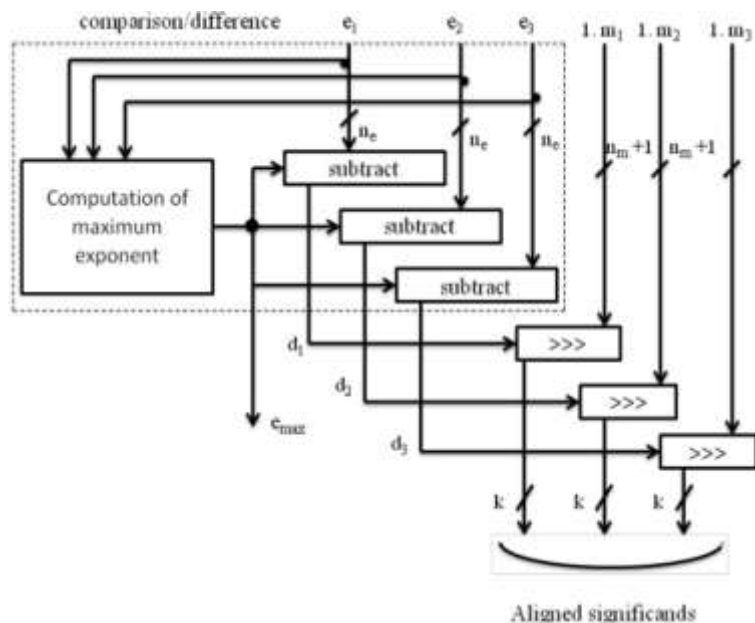 comparison/difference
e1 e2 e3 1. m1 1. m2 1. m3
ne ne ne nm+1 nm+1
subtract
Computation of
maximum
exponent
subtract
subtract
d1 >>>
d2 >>>
emax
d3 >>>
k k k
Aligned significands